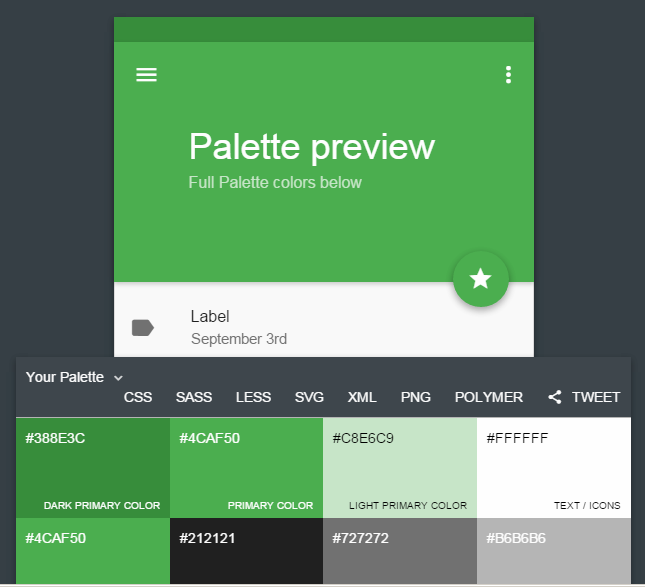 Palette preview
Full Palette colors below
Label
September 3rd
Your Palette
CSS SASS LESS SVG XML PNG POLYMER TWEET
#388E3C #4CAF50 #C8E6C9 #FFFFFF
DARK PRIMARY COLOR PRIMARY COLOR LIGHT PRIMARY COLOR TEXT / ICONS
#4CAF50 #212121 #727272 #B6B6B6